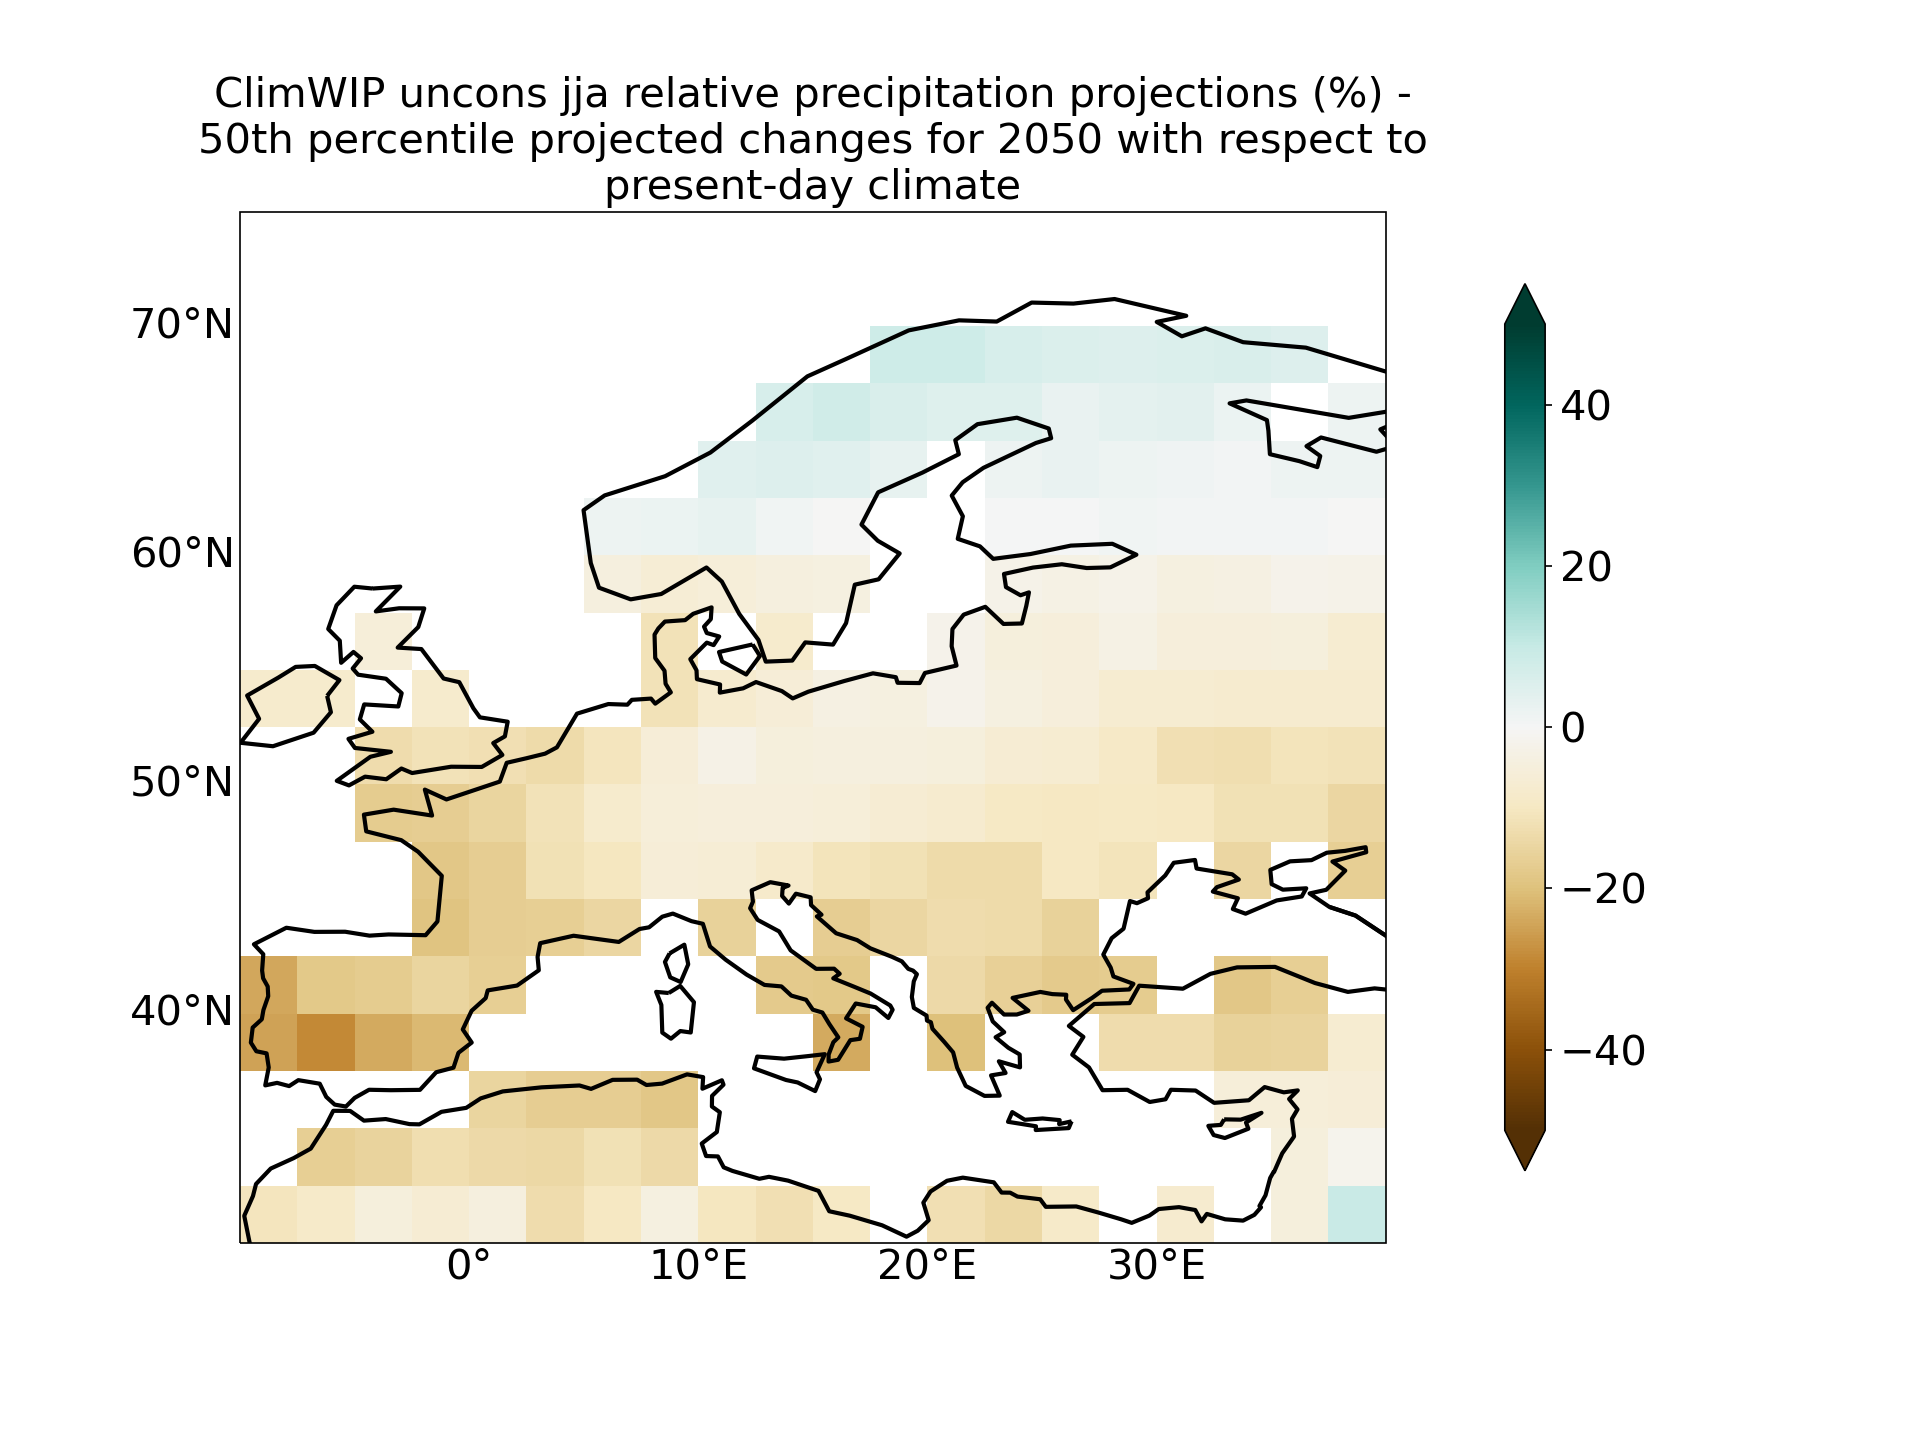 ClimWIP uncons jja relative precipitation projections (%) -
50th percentile projected changes for 2050 with respect to
present-day climate
70°N
60°N
50°N
40°N
0°
10°E
20°E
30°E
40
20
0
−20
−40